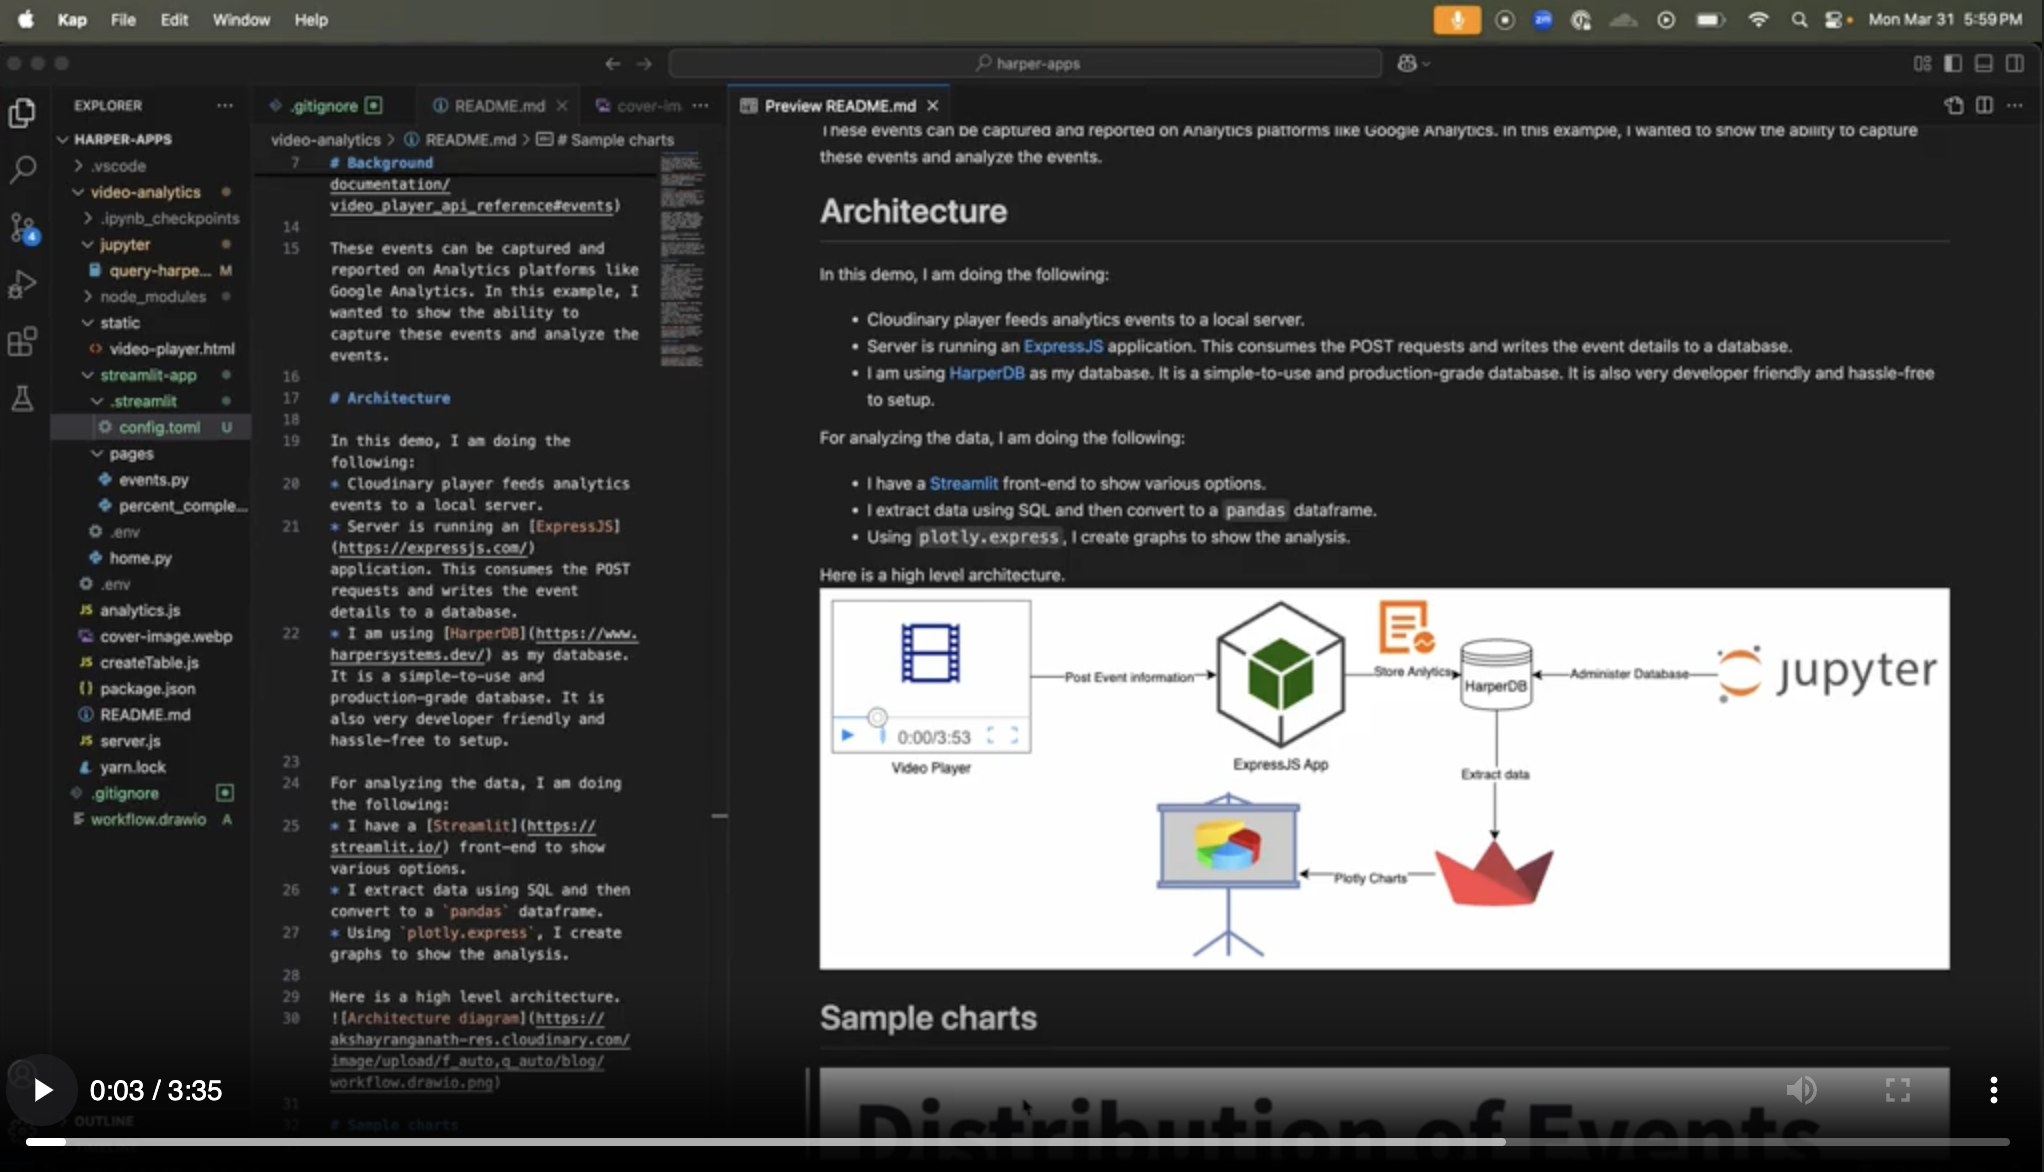 Kap File Edit Window Help
Mon Mar 31 5:59 PM
harper-apps
EXPLORER
HARPER-APPS
.vscode
video-analytics
.ipynb_checkpoints
jupyter
query-harpe... M
node_modules
static
video-player.html
streamlit-app
.streamlit
config.toml U
pages
events.py
percent_comple...
.env
home.py
.env
JS analytics.js
cover-image.webp
JS createTable.js
{} package.json
README.md
JS server.js
yarn.lock
.gitignore
workflow.drawio A
OUTLINE
4
.gitignore README.md cover-im
video-analytics > README.md > # Sample charts
7 # Background
documentation/
video_player_api_reference#events)
14
15 These events can be captured and
reported on Analytics platforms like
Google Analytics. In this example, I
wanted to show the ability to
capture these events and analyze the
events.
16
17 # Architecture
18
19 In this demo, I am doing the
following:
20 * Cloudinary player feeds analytics
events to a local server.
21 * Server is running an [ExpressJS]
(https://expressjs.com/)
application. This consumes the POST
requests and writes the event
details to a database.
22 * I am using [HarperDB](https://www.
harpersystems.dev/) as my database.
It is a simple-to-use and
production-grade database. It is
also very developer friendly and
hassle-free to setup.
23
24 For analyzing the data, I am doing
the following:
25 * I have a [Streamlit](https://
streamlit.io/) front-end to show
various options.
26 * I extract data using SQL and then
convert to a `pandas` dataframe.
27 * Using `plotly.express`, I create
graphs to show the analysis.
28
29 Here is a high level architecture.
30 ![Architecture diagram](https://
akshayranganath-res.cloudinary.com/
image/upload/f_auto,q_auto/blog/
workflow.drawio.png)
31
32 # Sample charts
Preview README.md
These events can be captured and reported on Analytics platforms like Google Analytics. In this example, I wanted to show the ability to capture
these events and analyze the events.
Architecture
In this demo, I am doing the following:
• Cloudinary player feeds analytics events to a local server.
• Server is running an ExpressJS application. This consumes the POST requests and writes the event details to a database.
• I am using HarperDB as my database. It is a simple-to-use and production-grade database. It is also very developer friendly and hassle-free
to setup.
For analyzing the data, I am doing the following:
• I have a Streamlit front-end to show various options.
• I extract data using SQL and then convert to a pandas dataframe.
• Using plotly.express, I create graphs to show the analysis.
Here is a high level architecture.
0:00/3:53
Video Player
Post Event information
ExpressJS App
Store Anlytics
HarperDB
Administer Database
jupyter
Extract data
Plotly Charts
Sample charts
Distribution of Events
0:03 / 3:35